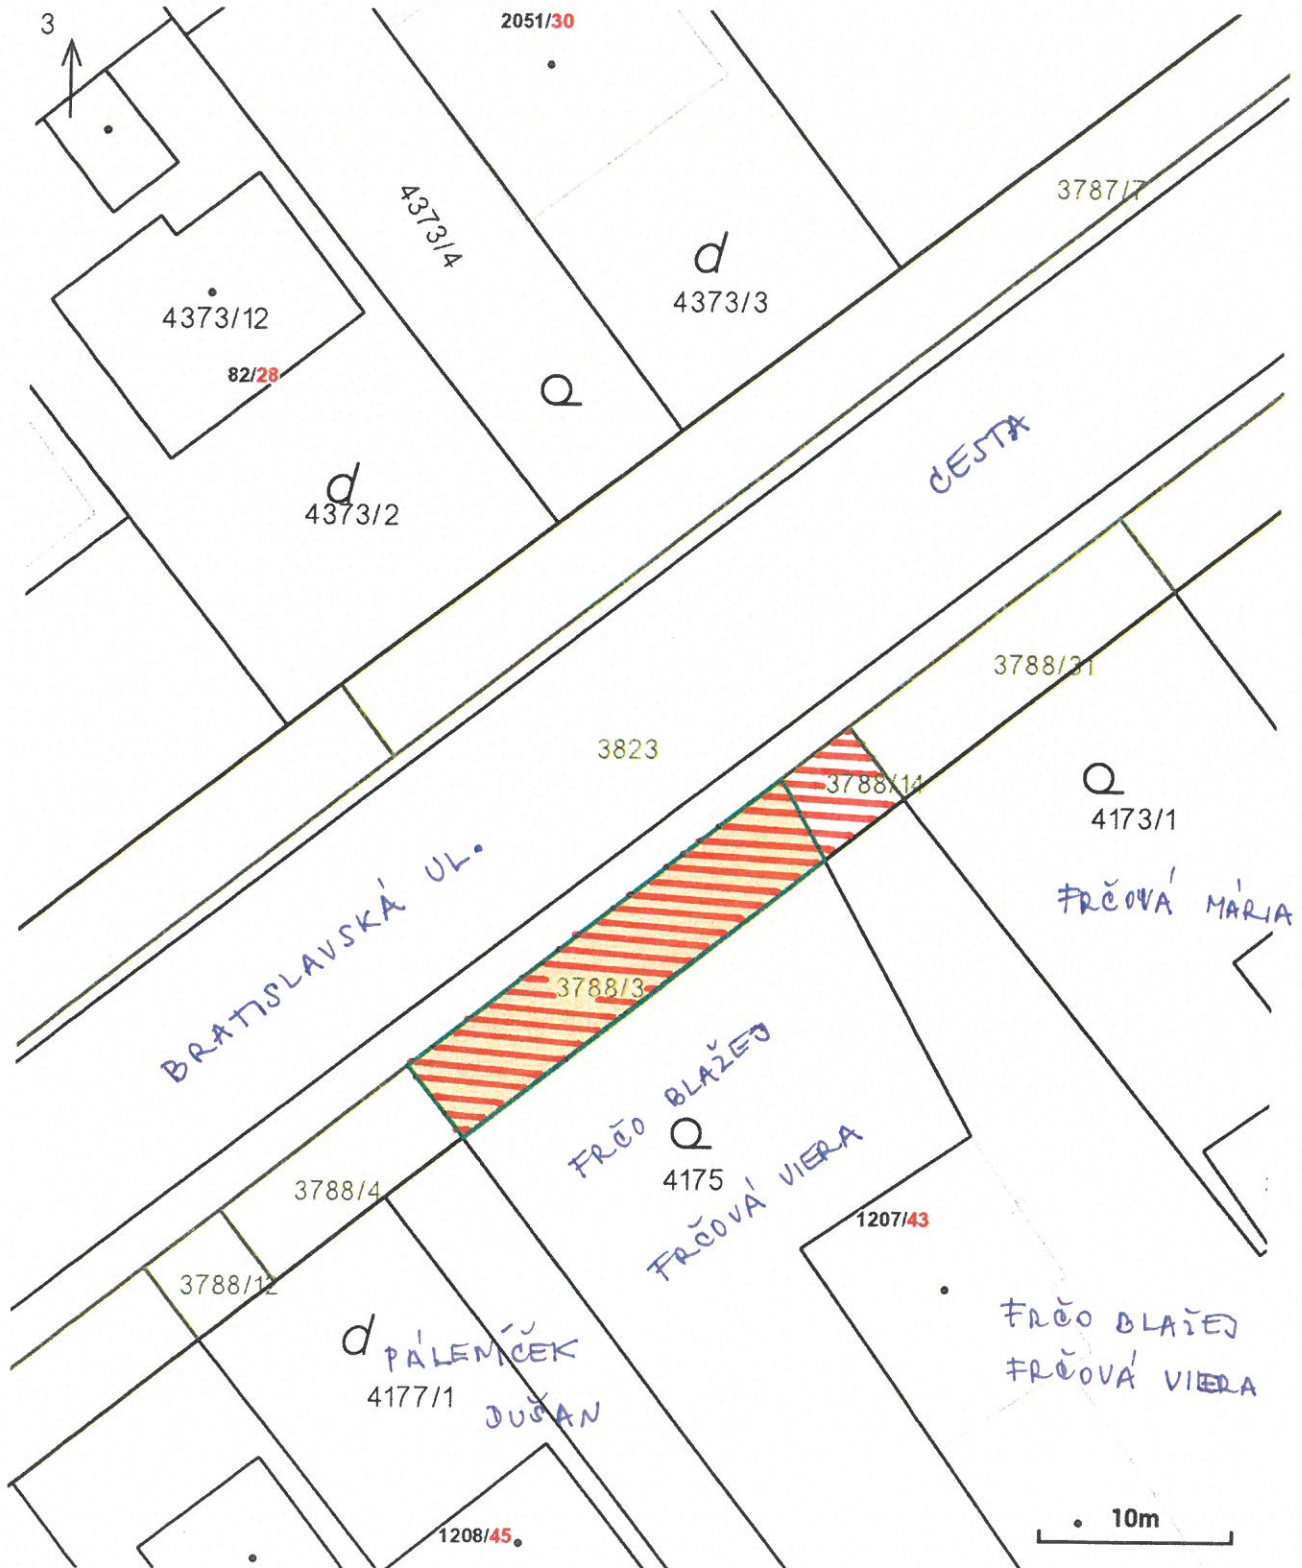 3
2051/30
3787/7
4373/4
4373/3
4373/12
82/28
4373/2
CESTA
3788/31
3823
3788/14
4173/1
BRATISLAVSKÁ UL.
FRČOVÁ MÁRIA
3788/3
FRČO BLAŽEJ
4175
FRČOVÁ VIERA
3788/4
1207/43
3788/12
FRČO BLAŽEJ
FRČOVÁ VIERA
PÁLENÍČEK
4177/1
DUŠAN
10m
1208/45